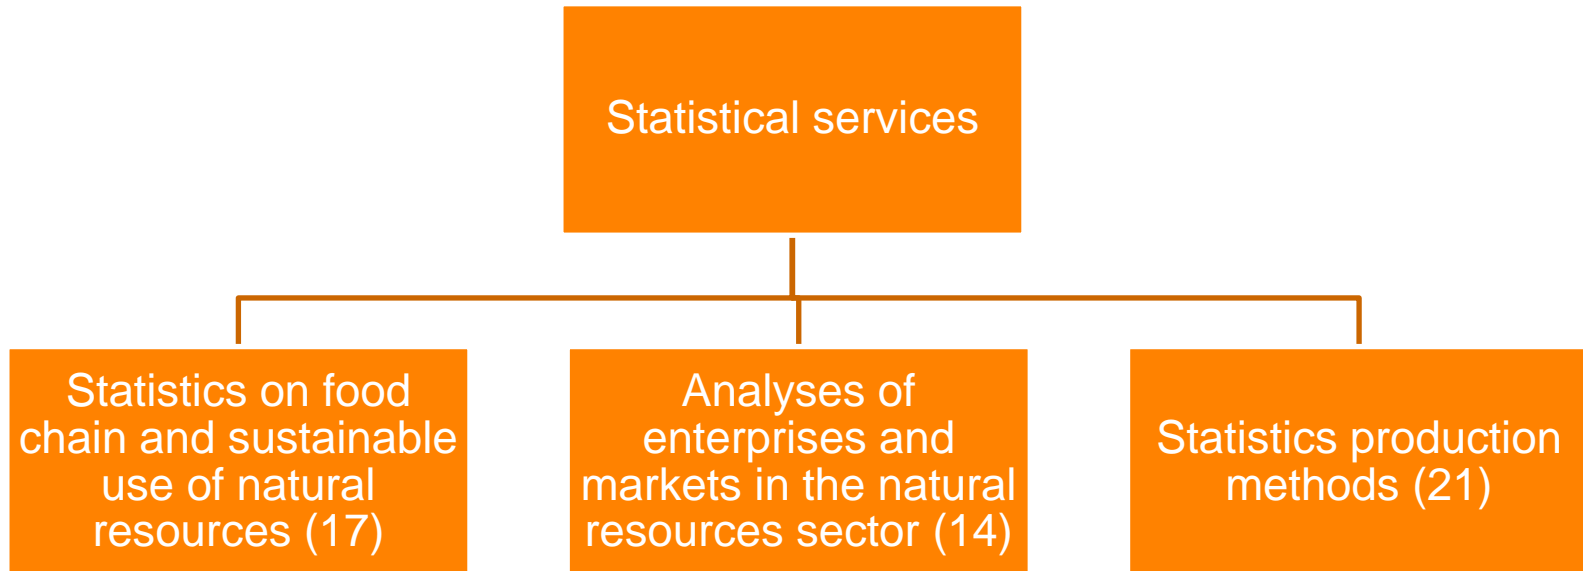 Statistical services
Statistics on food
chain and sustainable
use of natural
resources (17)
Analyses of
enterprises and
markets in the natural
resources sector (14)
Statistics production
methods (21)